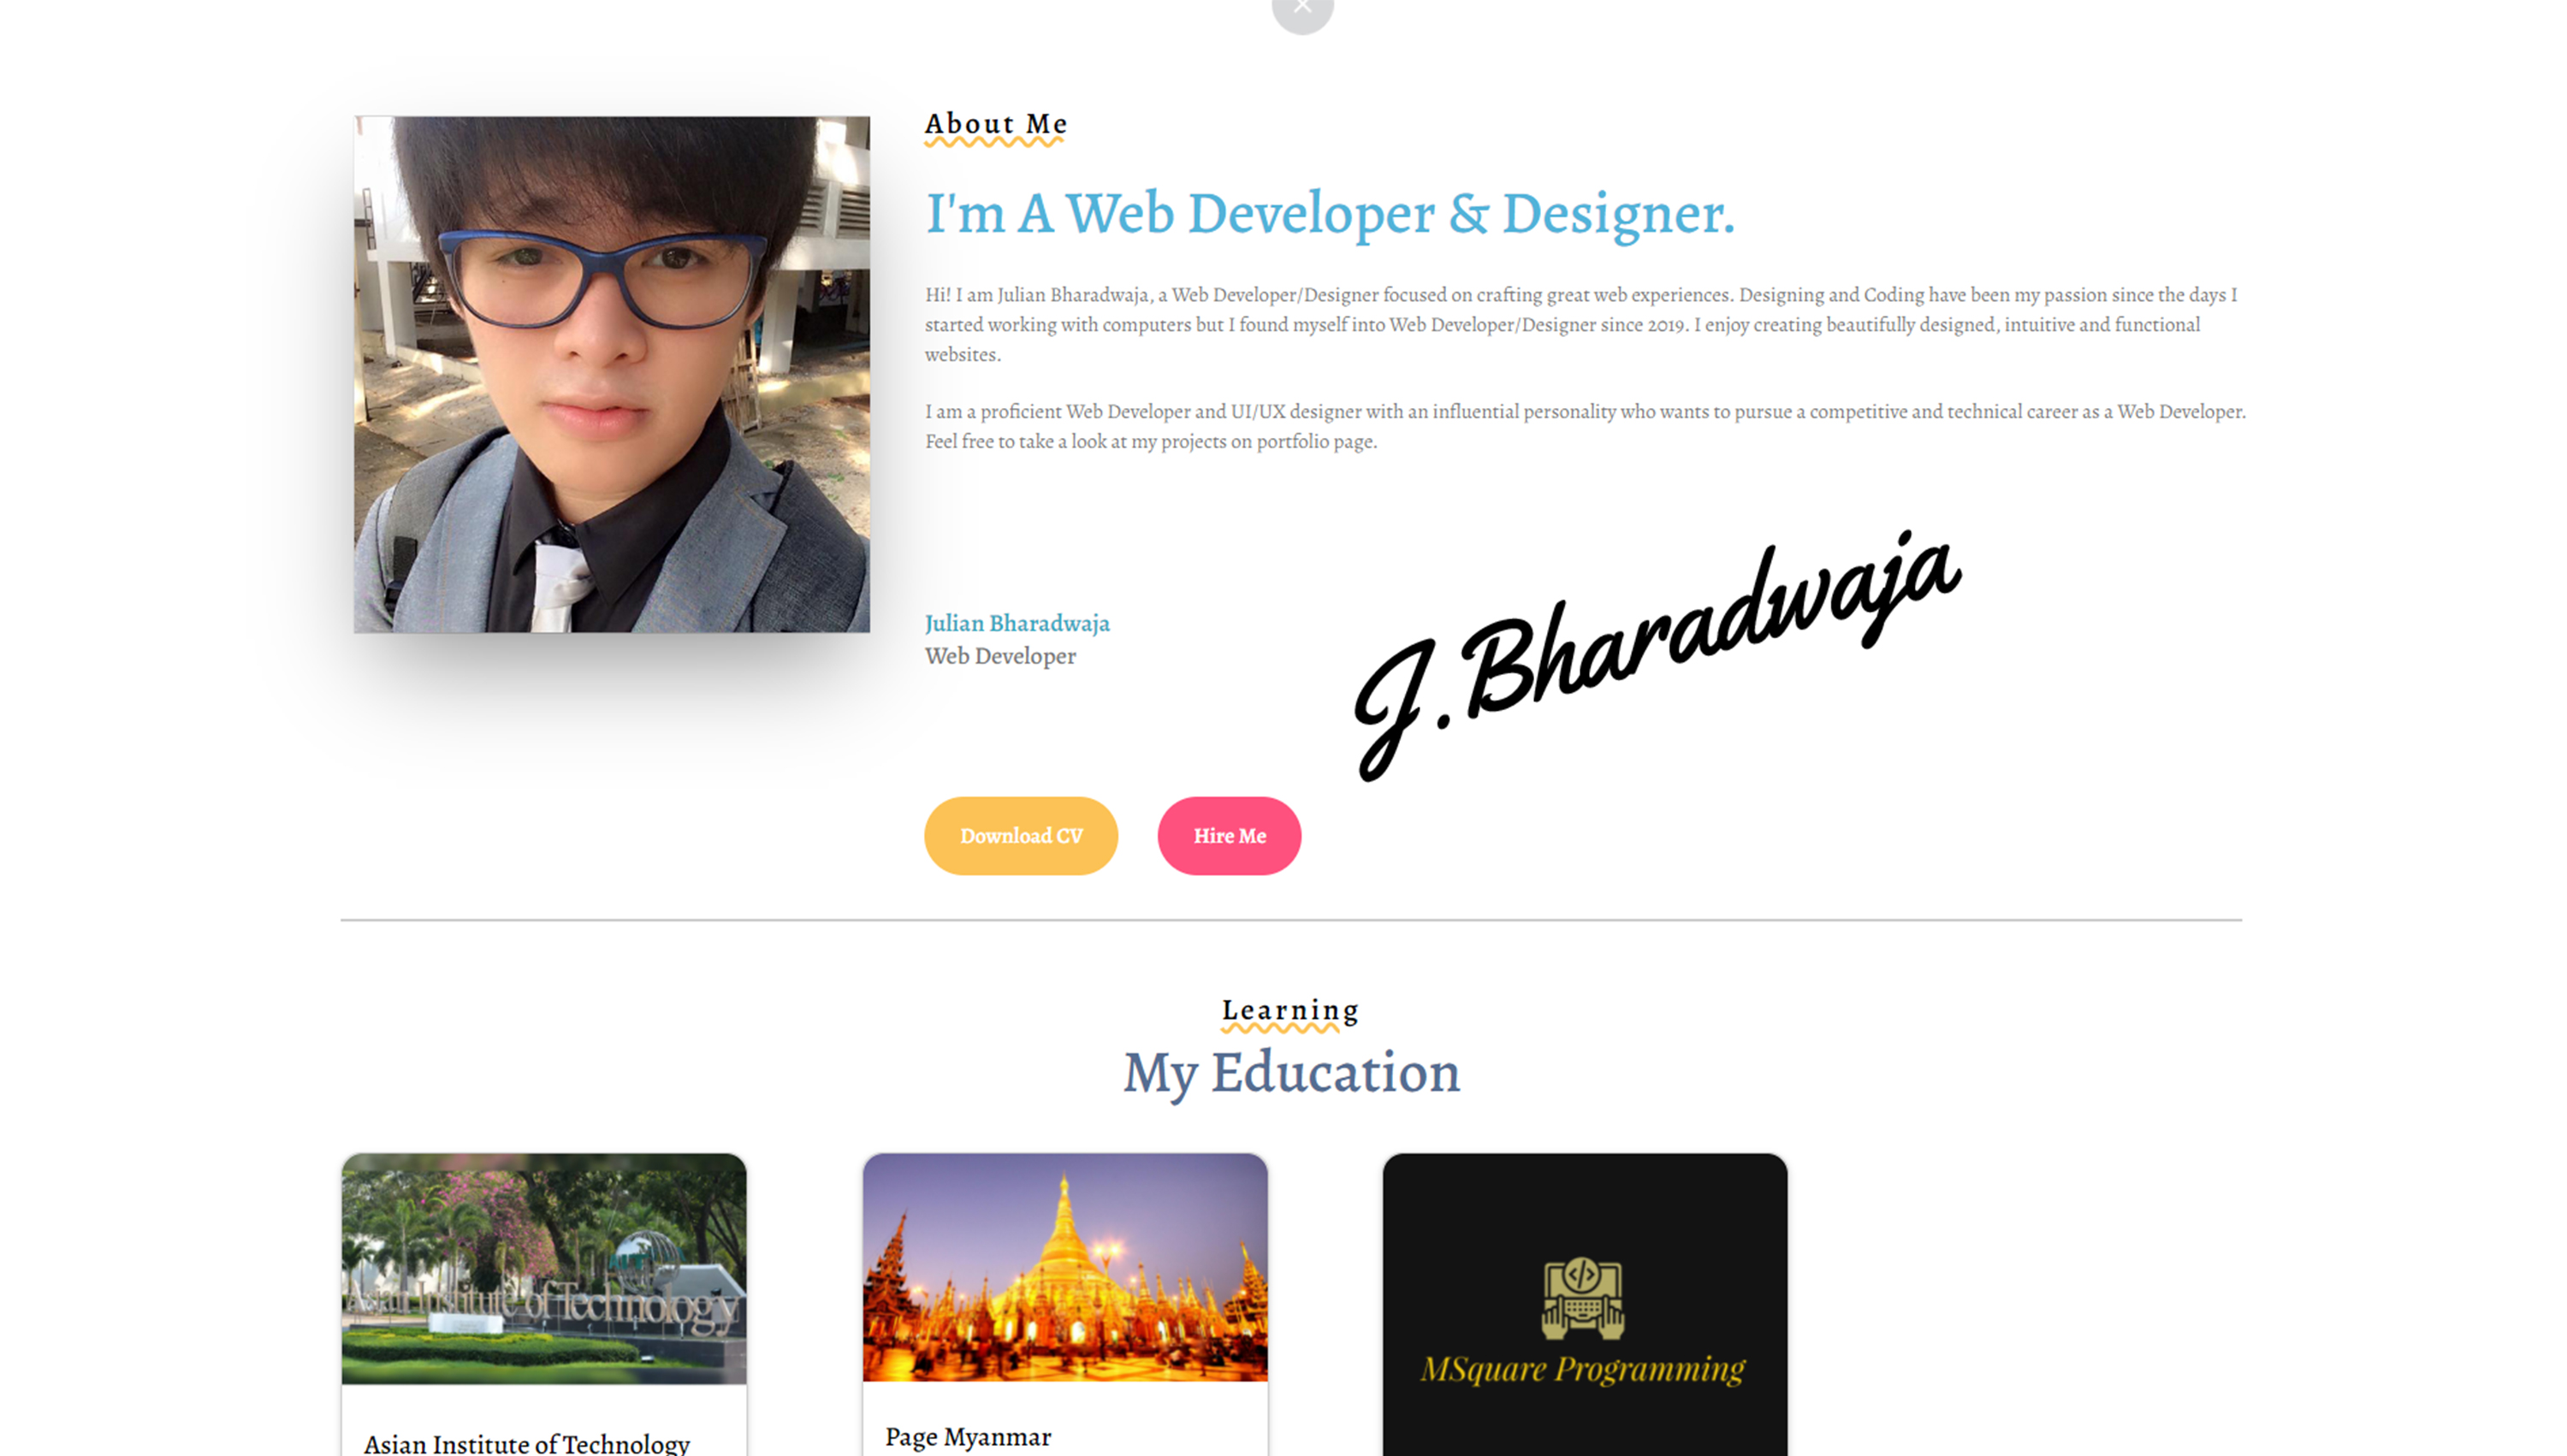 About Me
I'm A Web Developer & Designer.
Hi! I am Julian Bharadwaja, a Web Developer/Designer focused on crafting great web experiences. Designing and Coding have been my passion since the days I
started working with computers but I found myself into Web Developer/Designer since 2019. I enjoy creating beautifully designed, intuitive and functional
websites.
I am a proficient Web Developer and UI/UX designer with an influential personality who wants to pursue a competitive and technical career as a Web Developer.
Feel free to take a look at my projects on portfolio page.
Julian Bharadwaja
Web Developer
J.Bharadwaja
Download CV
Hire Me
Learning
My Education
Asian Institute of Technology
</>
MSquare Programming
Asian Institute of Technology
Page Myanmar